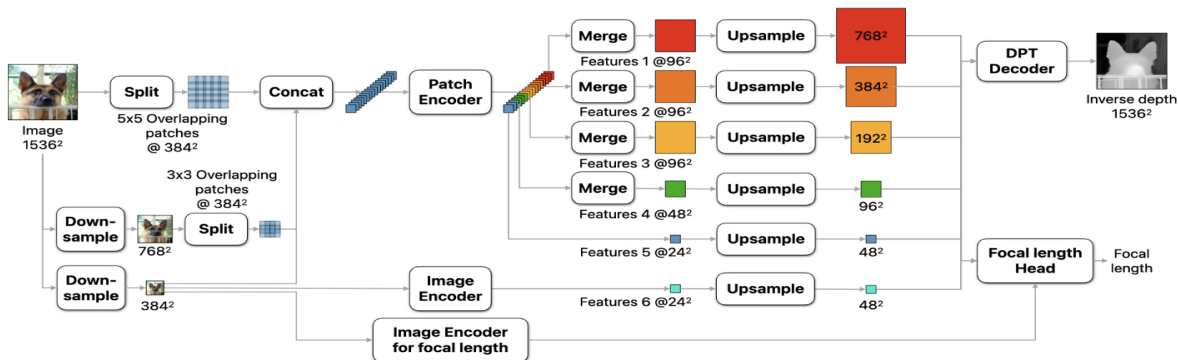 Image
1536²
Split
5x5 Overlapping
patches
@ 384²
Concat
Patch
Encoder
Merge
Features 1 @96²
Upsample
768²
Merge
Features 2 @96²
Upsample
384²
Merge
Features 3 @96²
Upsample
192²
Merge
Features 4 @48²
Upsample
96²
Features 5 @24²
Upsample
48²
DPT
Decoder
Inverse depth
1536²
3x3 Overlapping
patches
@ 384²
Down-
sample
768²
Split
Down-
sample
384²
Image
Encoder
Features 6 @24²
Upsample
48²
Image Encoder
for focal length
Focal length
Head
Focal
length